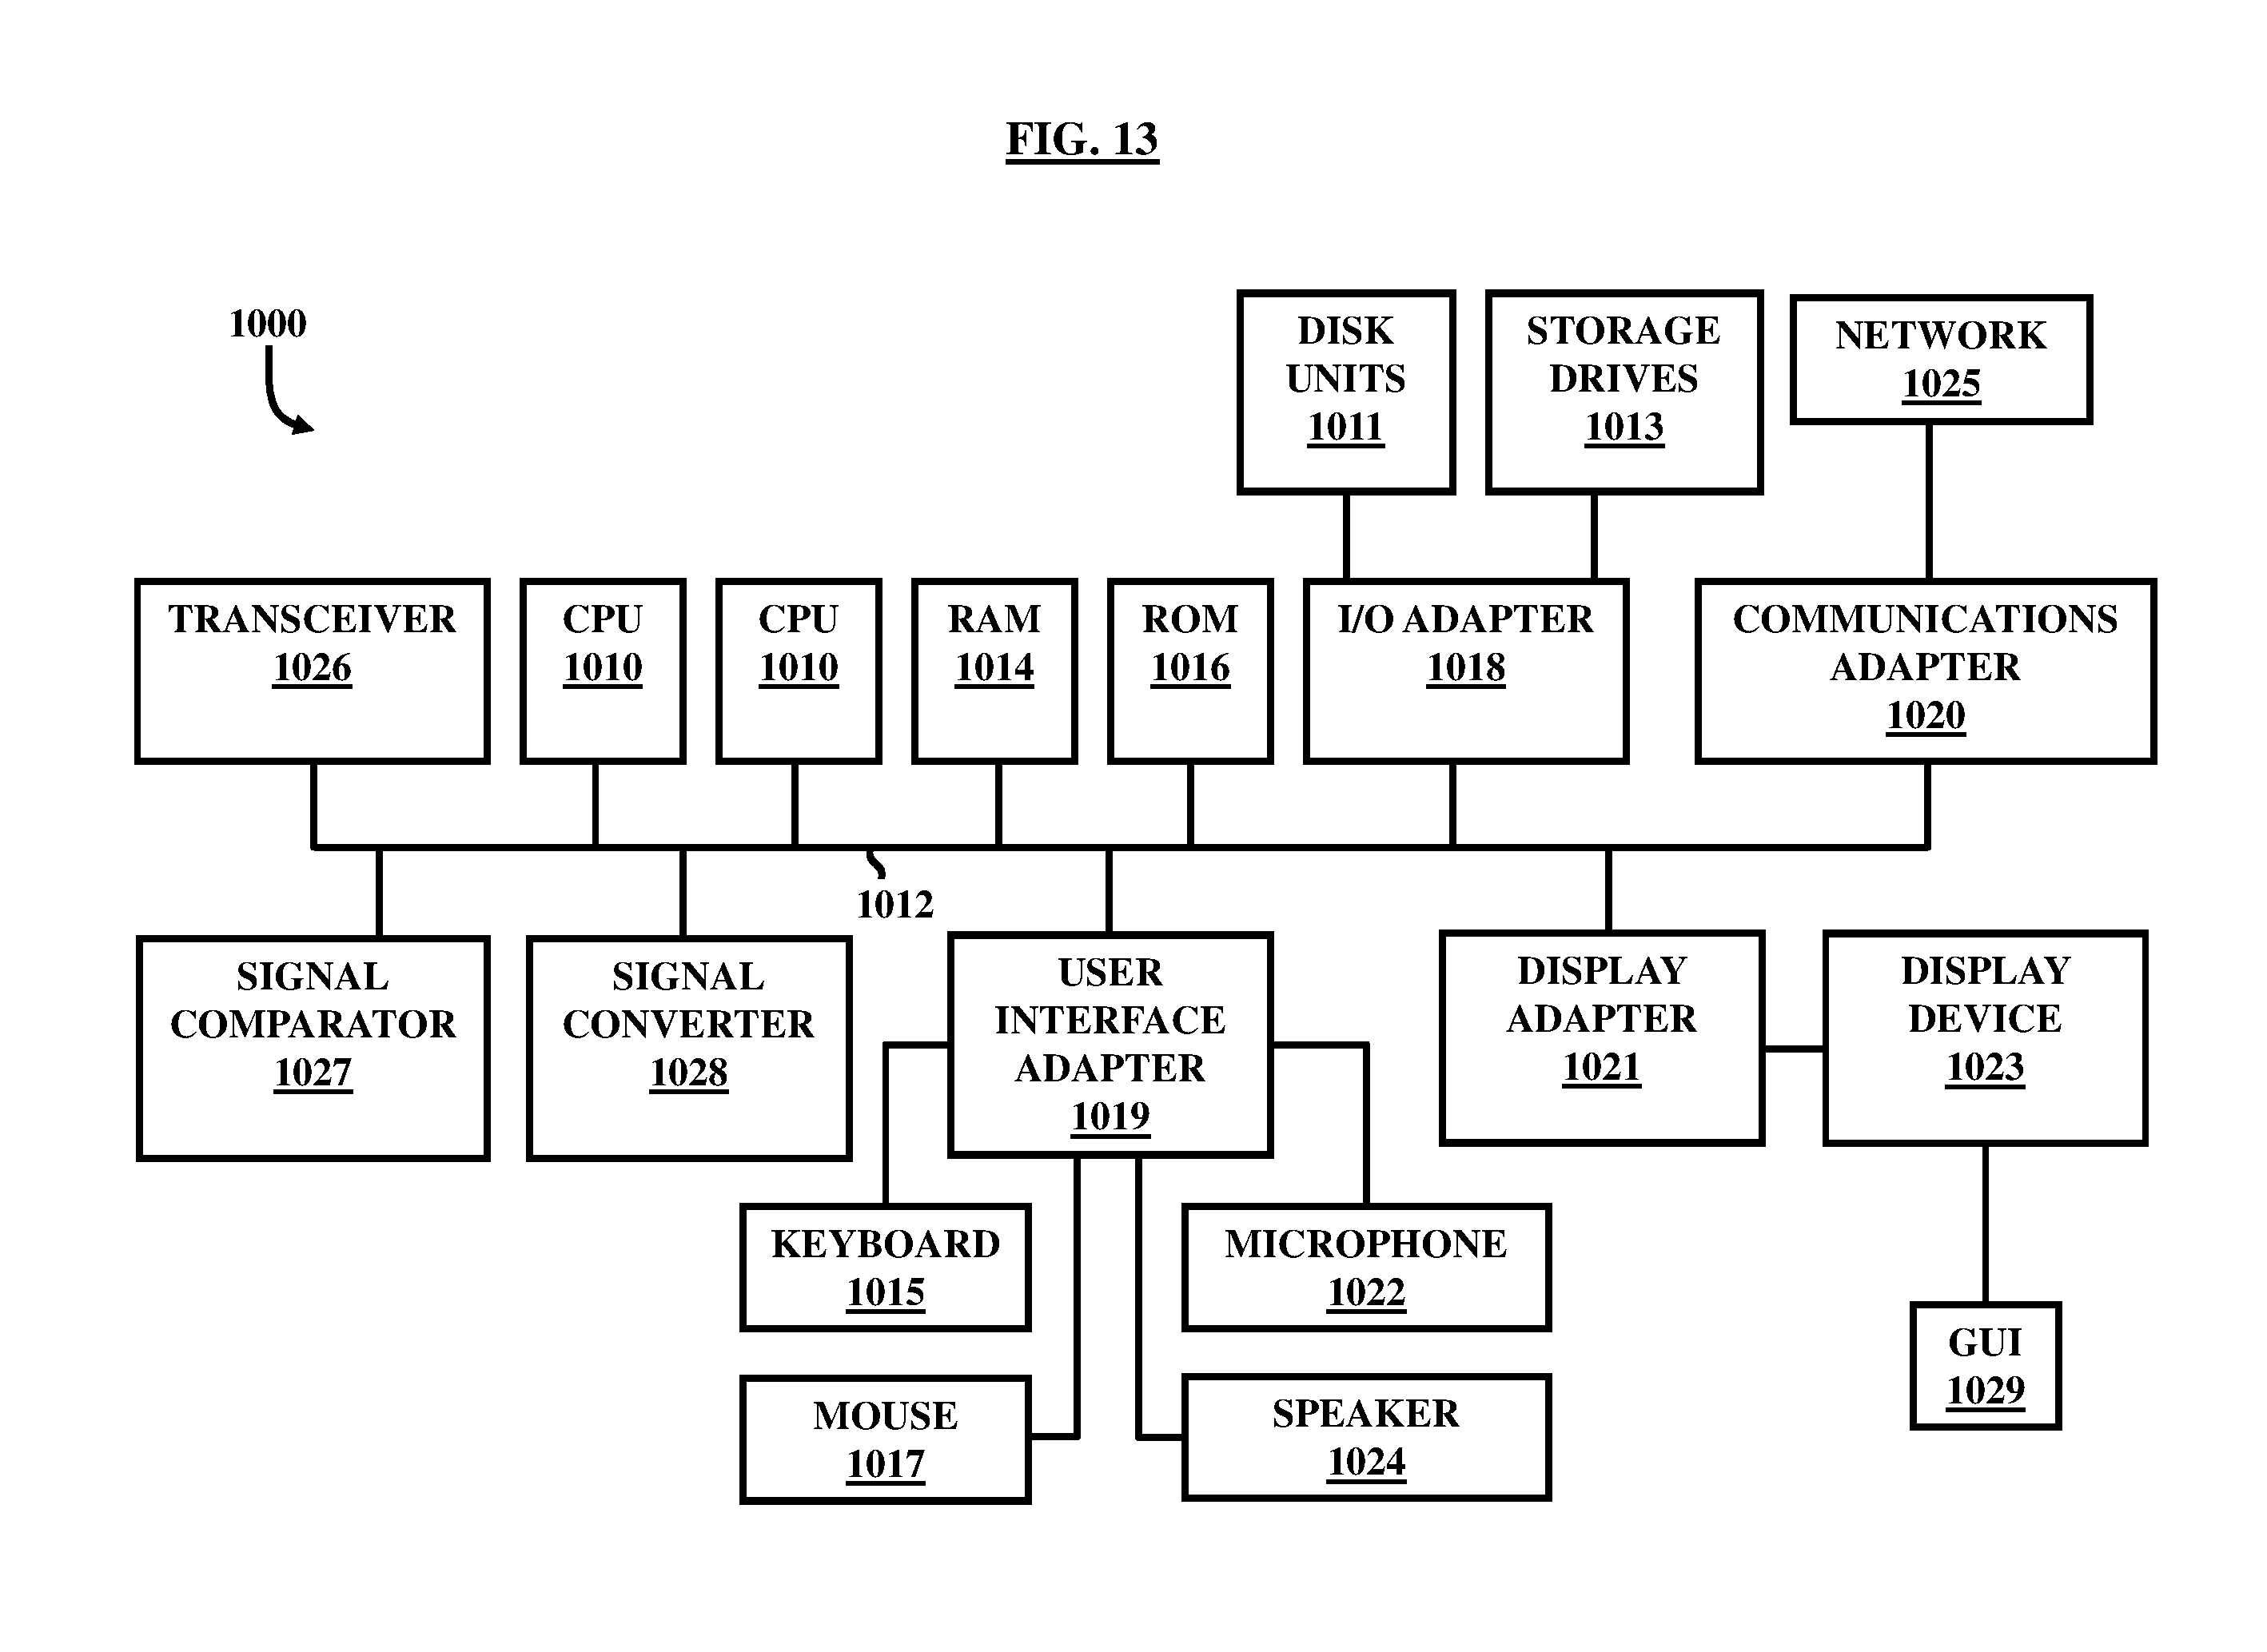 FIG. 13
1000
DISK
UNITS
1011
STORAGE
DRIVES
1013
NETWORK
1025
TRANSCEIVER
1026
CPU
1010
CPU
1010
RAM
1014
ROM
1016
I/O ADAPTER
1018
COMMUNICATIONS
ADAPTER
1020
1012
SIGNAL
COMPARATOR
1027
SIGNAL
CONVERTER
1028
USER
INTERFACE
ADAPTER
1019
DISPLAY
ADAPTER
1021
DISPLAY
DEVICE
1023
KEYBOARD
1015
MICROPHONE
1022
MOUSE
1017
SPEAKER
1024
GUI
1029